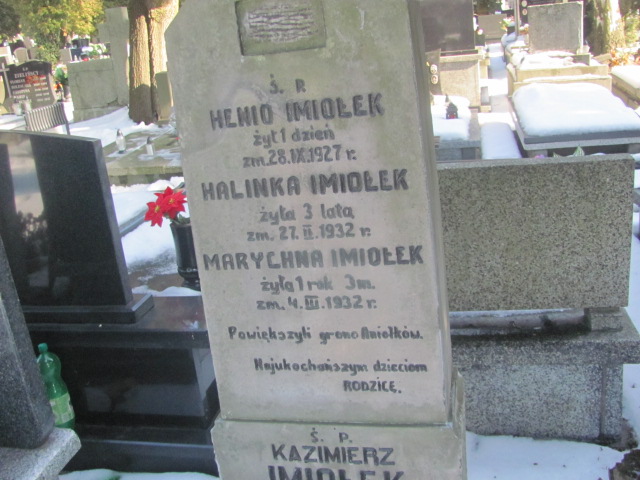 Ś. P.
HENIO IMIOŁEK
żył 1 dzień
zm. 28.IX.1927 r.
HALINKA IMIOŁEK
żyła 3 lata
zm. 27. II. 1932 r.
MARYCHNA IMIOŁEK
żyła 1 rok 3 m.
zm. 4. III. 1932 r.
Powiększyli grono Aniołków.
Najukochańszym dzieciom
RODZICE.
Ś. P.
KAZIMIERZ
IMIOŁEK